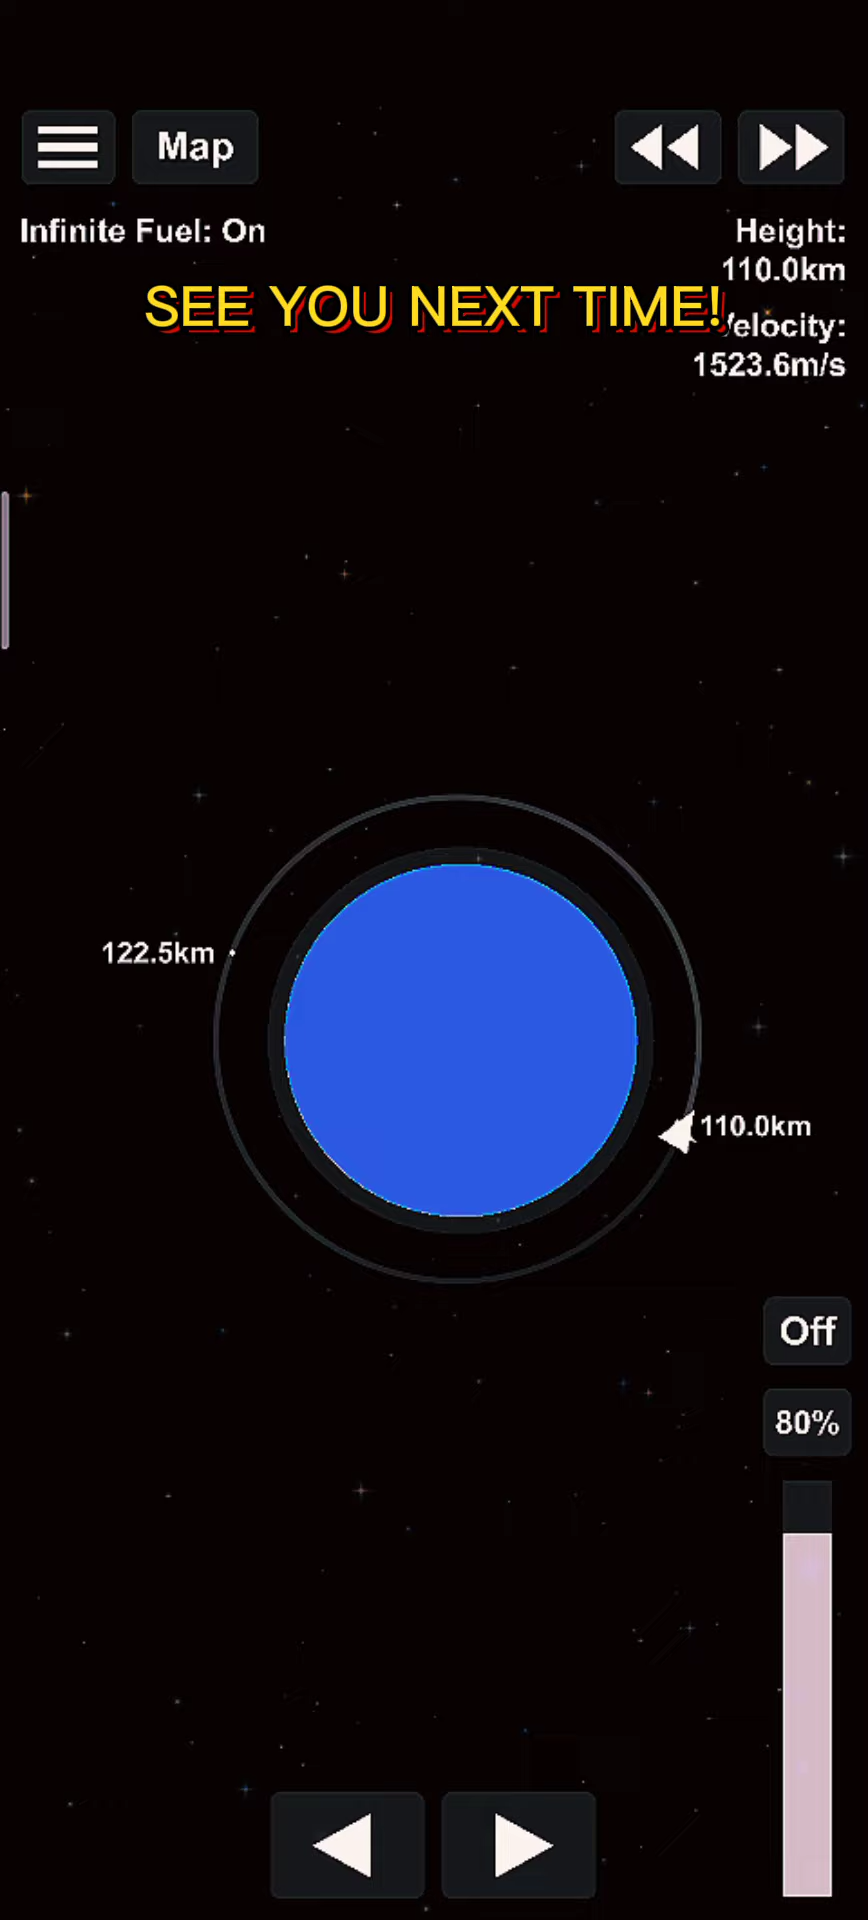 Map
Infinite Fuel: On
Height:
110.0km
SEE YOU NEXT TIME!
Velocity:
1523.6m/s
122.5km
110.0km
Off
80%